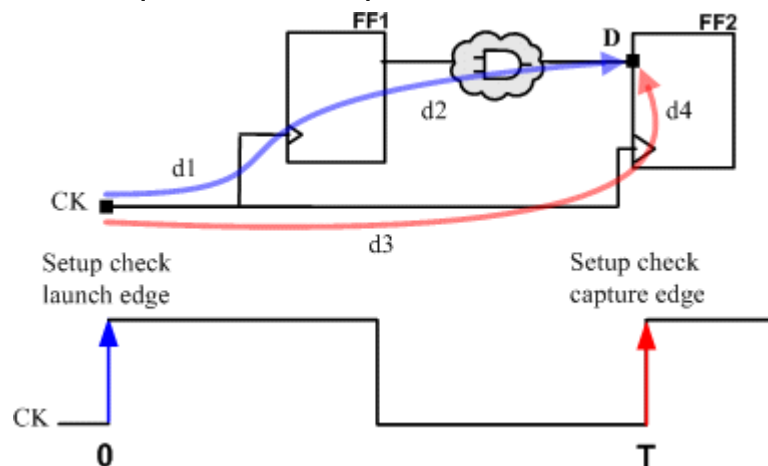 FF1
FF2
D
d2
d4
d1
CK
d3
Setup check
launch edge
Setup check
capture edge
CK
0
T